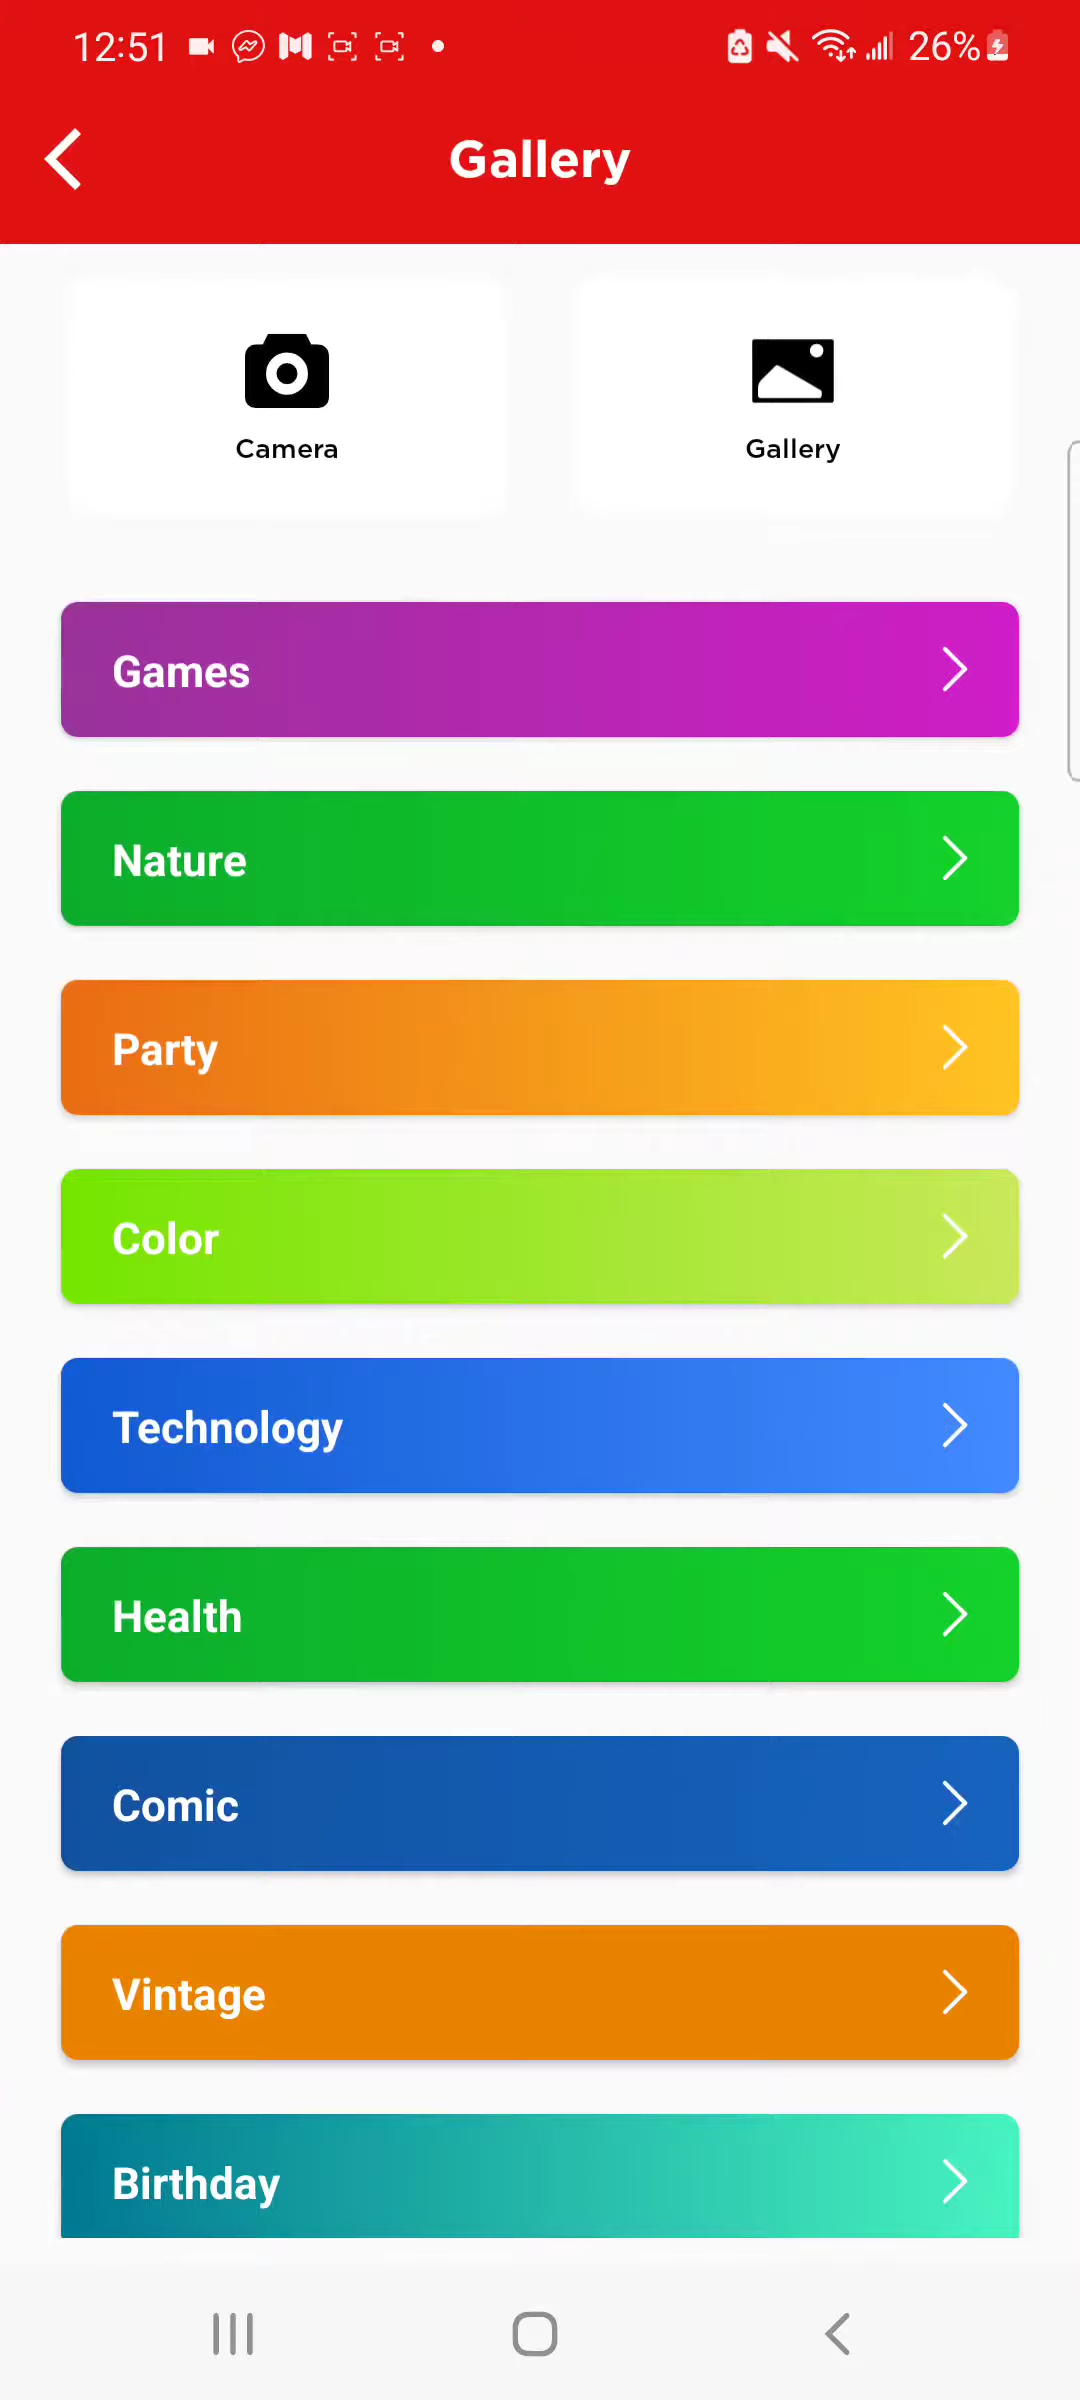 12:51 26%
Gallery
Camera Gallery
Games
Nature
Party
Color
Technology
Health
Comic
Vintage
Birthday